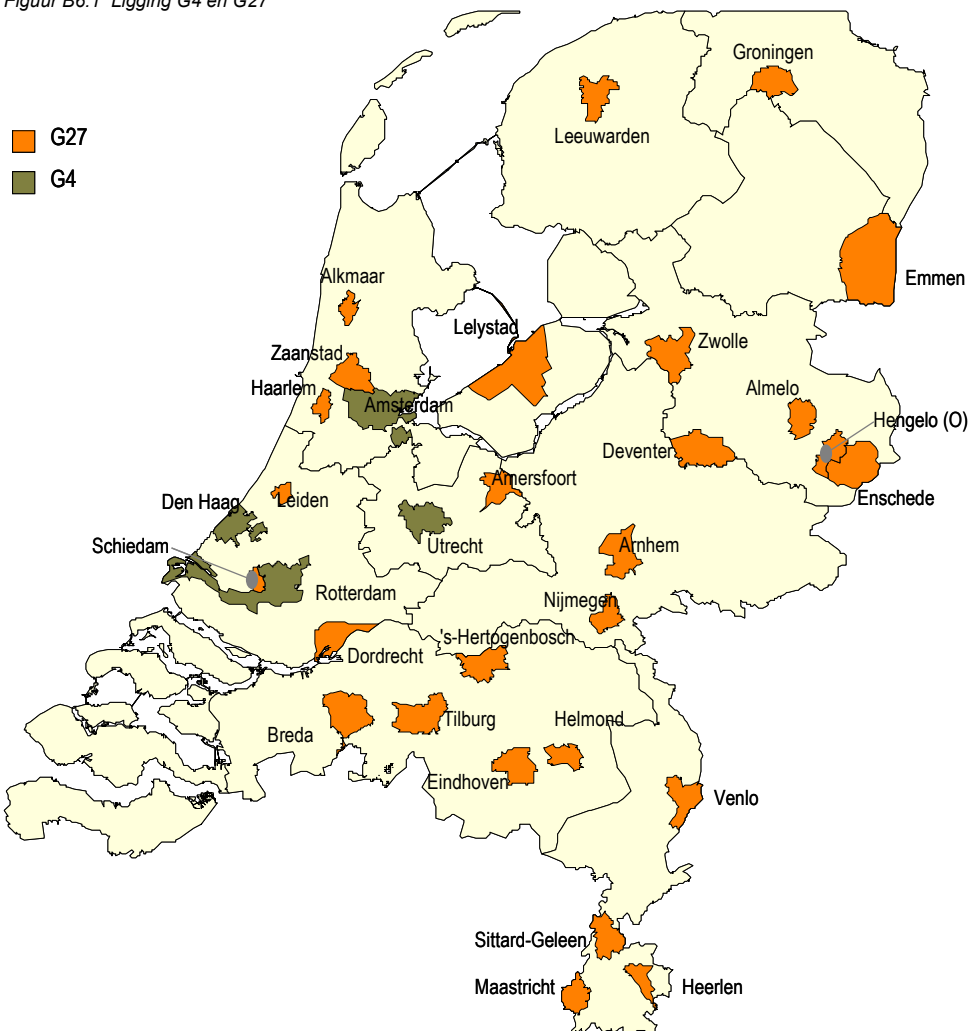 Figuur B6.1 Ligging G4 en G27
Groningen
G27
Leeuwarden
G4
Alkmaar
Emmen
Lelystad
Zwolle
Zaanstad
Haarlem
Almelo
Amsterdam
Hengelo (O)
Deventer
Amersfoort
Enschede
Leiden
Den Haag
Schiedam
Utrecht
Arnhem
Rotterdam
Nijmegen
's-Hertogenbosch
Dordrecht
Tilburg
Helmond
Breda
Eindhoven
Venlo
Sittard-Geleen
Maastricht
Heerlen